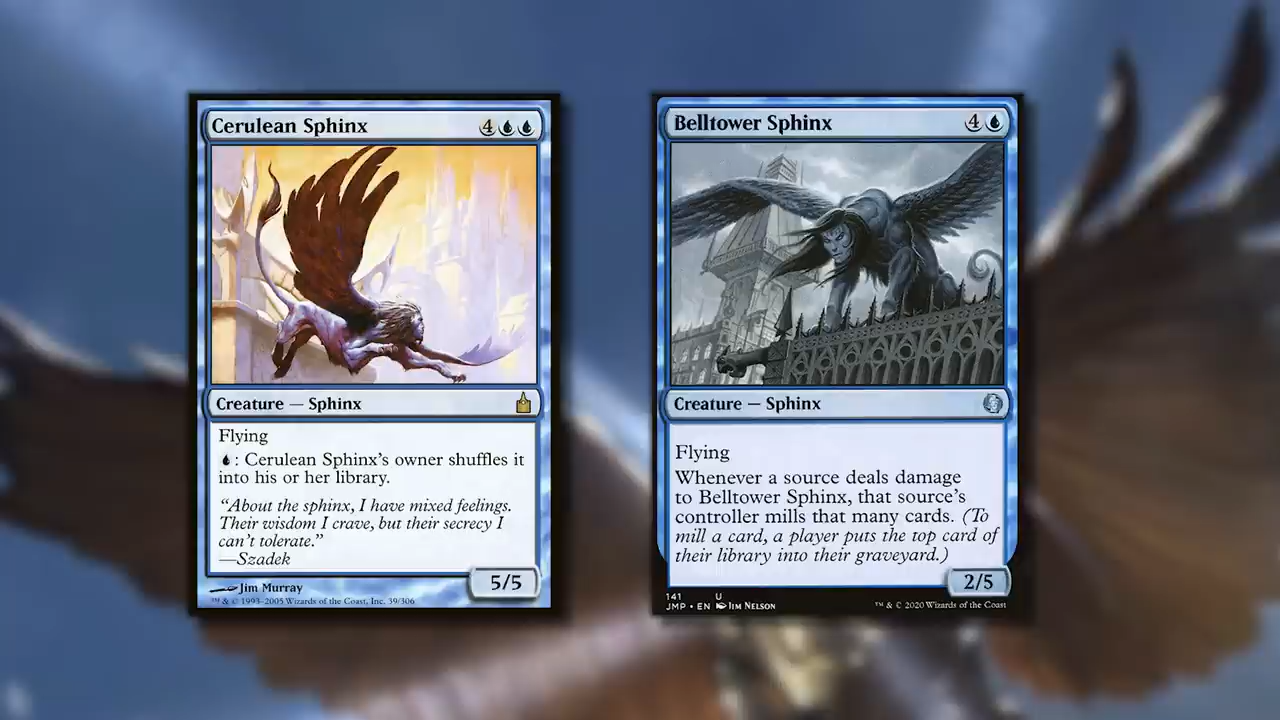 Cerulean Sphinx 4
Creature — Sphinx
Flying
: Cerulean Sphinx's owner shuffles it
into his or her library.
"About the sphinx, I have mixed feelings.
Their wisdom I crave, but their secrecy I
can't tolerate."
—Szadek
5/5
Jim Murray
™ & © 1993–2005 Wizards of the Coast, Inc. 39/306
Belltower Sphinx 4
Creature — Sphinx
Flying
Whenever a source deals damage
to Belltower Sphinx, that source's
controller mills that many cards. (To
mill a card, a player puts the top card of
their library into their graveyard.)
2/5
141 U
JMP • EN Jim Nelson
™ & © 2020 Wizards of the Coast